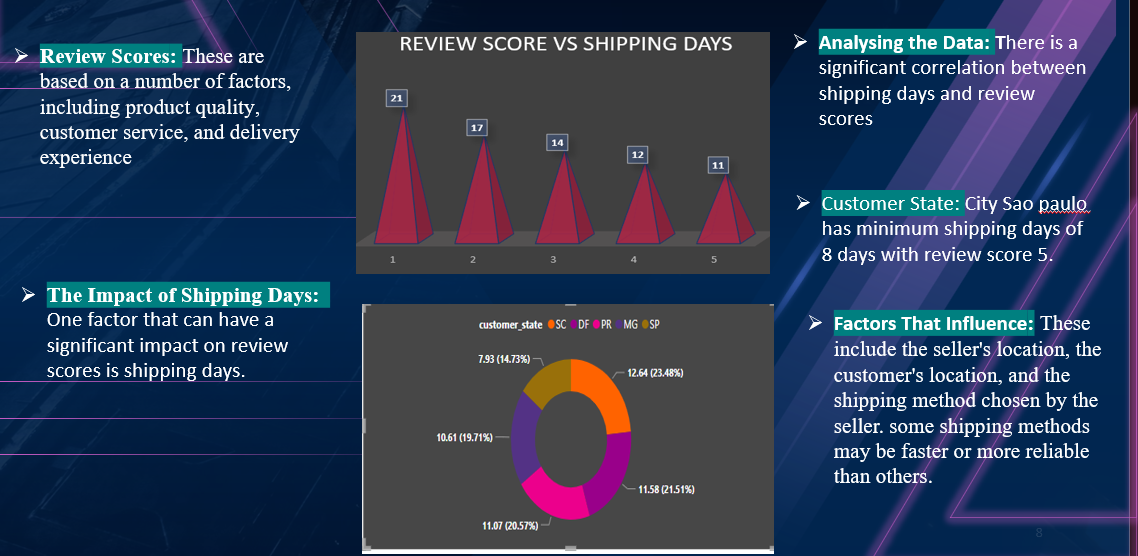 ➤ Review Scores: These are
based on a number of factors,
including product quality,
customer service, and delivery
experience
➤ The Impact of Shipping Days:
One factor that can have a
significant impact on review
scores is shipping days.
REVIEW SCORE VS SHIPPING DAYS
21
17
14
12
11
1 2 3 4 5
customer_state SC DF PR MG SP
7.93 (14.73%)
12.64 (23.48%)
10.61 (19.71%)
11.58 (21.51%)
11.07 (20.57%)
➤ Analysing the Data: There is a
significant correlation between
shipping days and review
scores
➤ Customer State: City Sao paulo
has minimum shipping days of
8 days with review score 5.
➤ Factors That Influence: These
include the seller's location, the
customer's location, and the
shipping method chosen by the
seller. some shipping methods
may be faster or more reliable
than others.
8